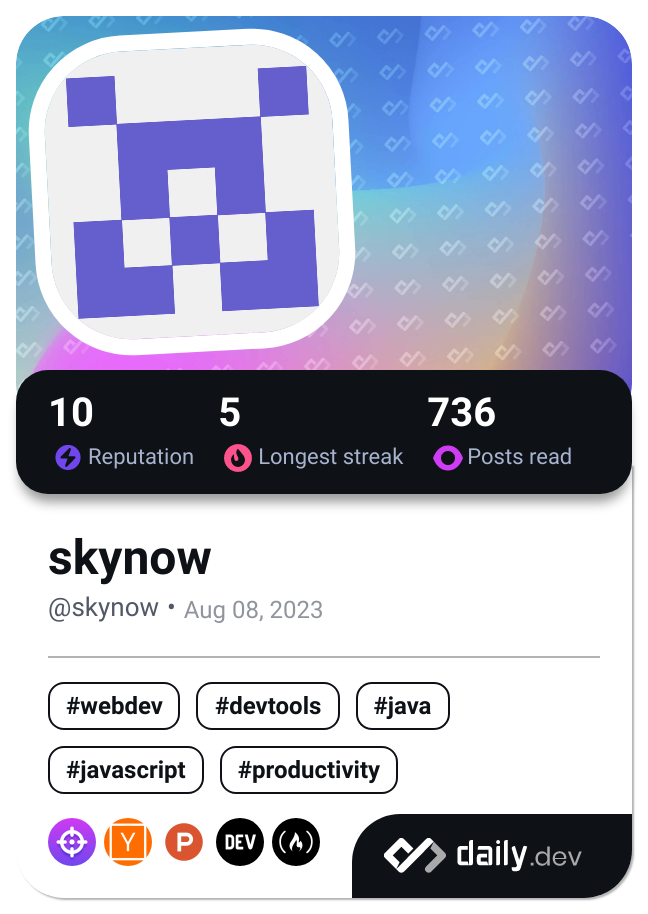 10 5 736
Reputation Longest streak Posts read
skynow
@skynow • Aug 08, 2023
#webdev #devtools #java
#javascript #productivity
Y P DEV
daily.dev